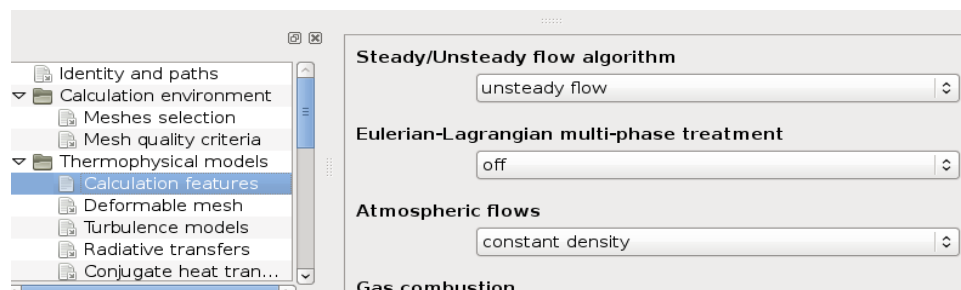 Identity and paths
Calculation environment
Meshes selection
Mesh quality criteria
Thermophysical models
Calculation features
Deformable mesh
Turbulence models
Radiative transfers
Conjugate heat tran...
Steady/Unsteady flow algorithm
unsteady flow
Eulerian-Lagrangian multi-phase treatment
off
Atmospheric flows
constant density
Gas combustion